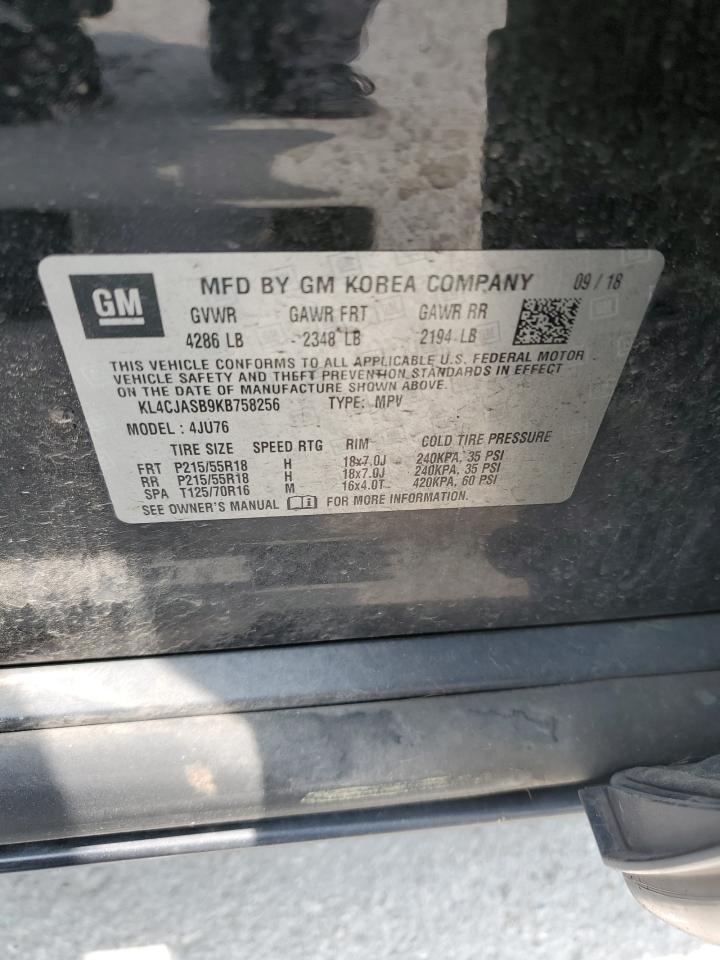 GM MFD BY GM KOREA COMPANY 09 / 18
GVWR GAWR FRT GAWR RR
4286 LB 2348 LB 2194 LB
THIS VEHICLE CONFORMS TO ALL APPLICABLE U.S. FEDERAL MOTOR
VEHICLE SAFETY AND THEFT PREVENTION STANDARDS IN EFFECT
ON THE DATE OF MANUFACTURE SHOWN ABOVE.
KL4CJASB9KB758256 TYPE: MPV
MODEL : 4JU76
TIRE SIZE SPEED RTG RIM COLD TIRE PRESSURE
FRT P215/55R18 H 18x7.0J 240KPA, 35 PSI
RR P215/55R18 H 18x7.0J 240KPA, 35 PSI
SPA T125/70R16 M 16x4.0T 420KPA, 60 PSI
SEE OWNER'S MANUAL FOR MORE INFORMATION.